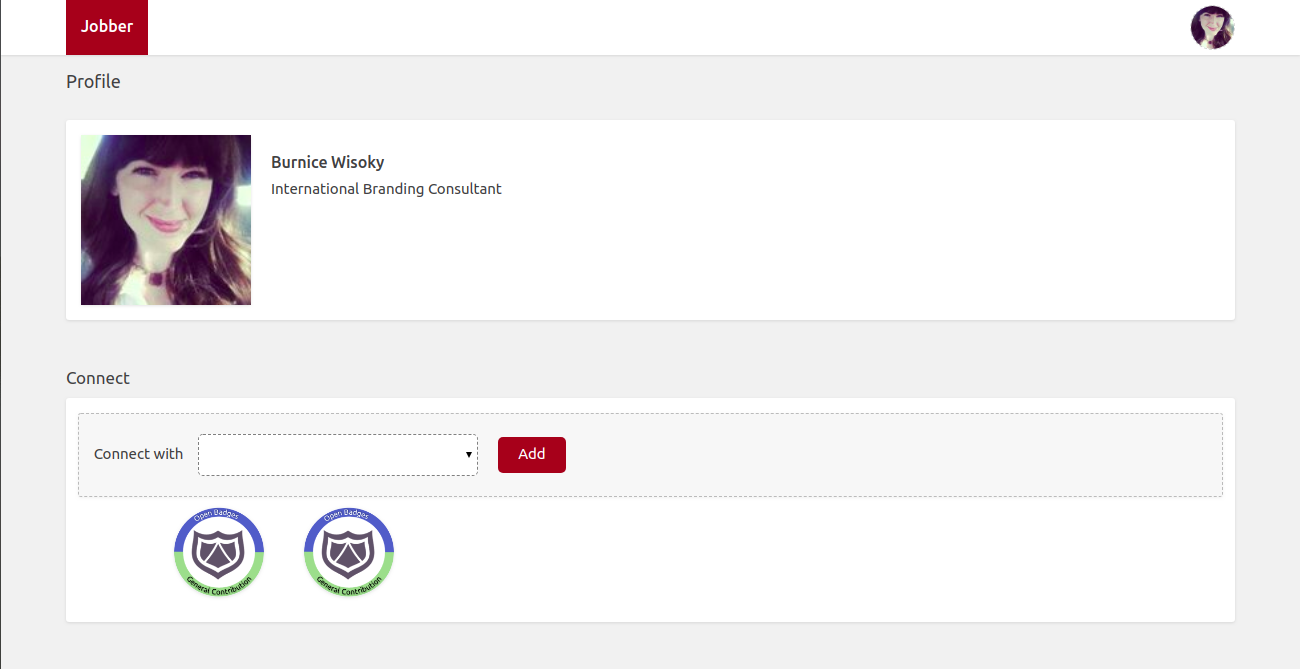 Jobber
Profile
Burnice Wisoky
International Branding Consultant
Connect
Connect with
Add
Open Badges
General Contribution
Open Badges
General Contribution